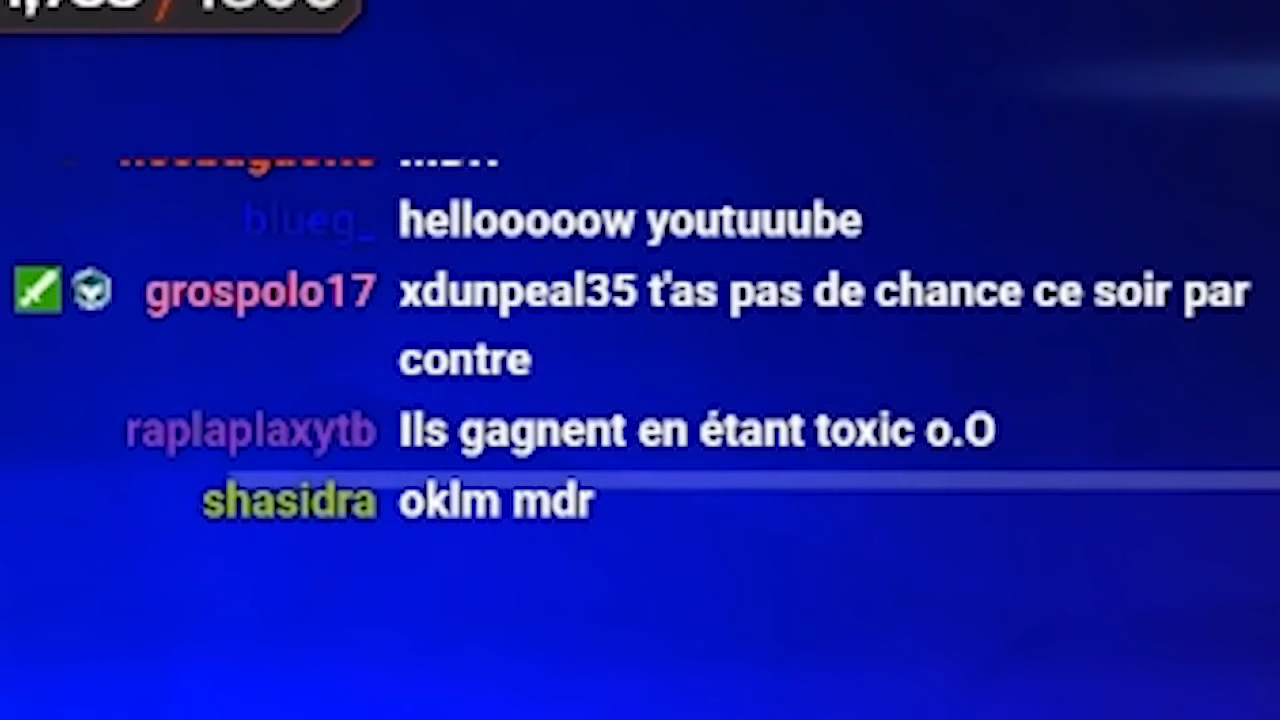 blueg_ hellooooow youtuuube
grospolo17 xdunpeal35 t'as pas de chance ce soir par
contre
raplaplaxytb Ils gagnent en étant toxic o.O
shasidra oklm mdr